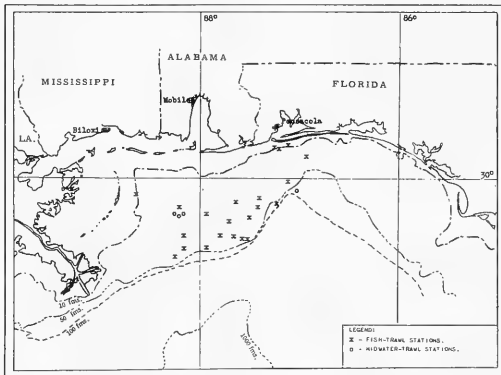 88° 86°
ALABAMA
MISSISSIPPI FLORIDA
Mobile
Biloxi Pensacola
LA.
30°
10 fms.
50 fms.
100 fms.
1000 fms.
LEGEND:
X - FISH-TRAWL STATIONS.
O - MIDWATER-TRAWL STATIONS.